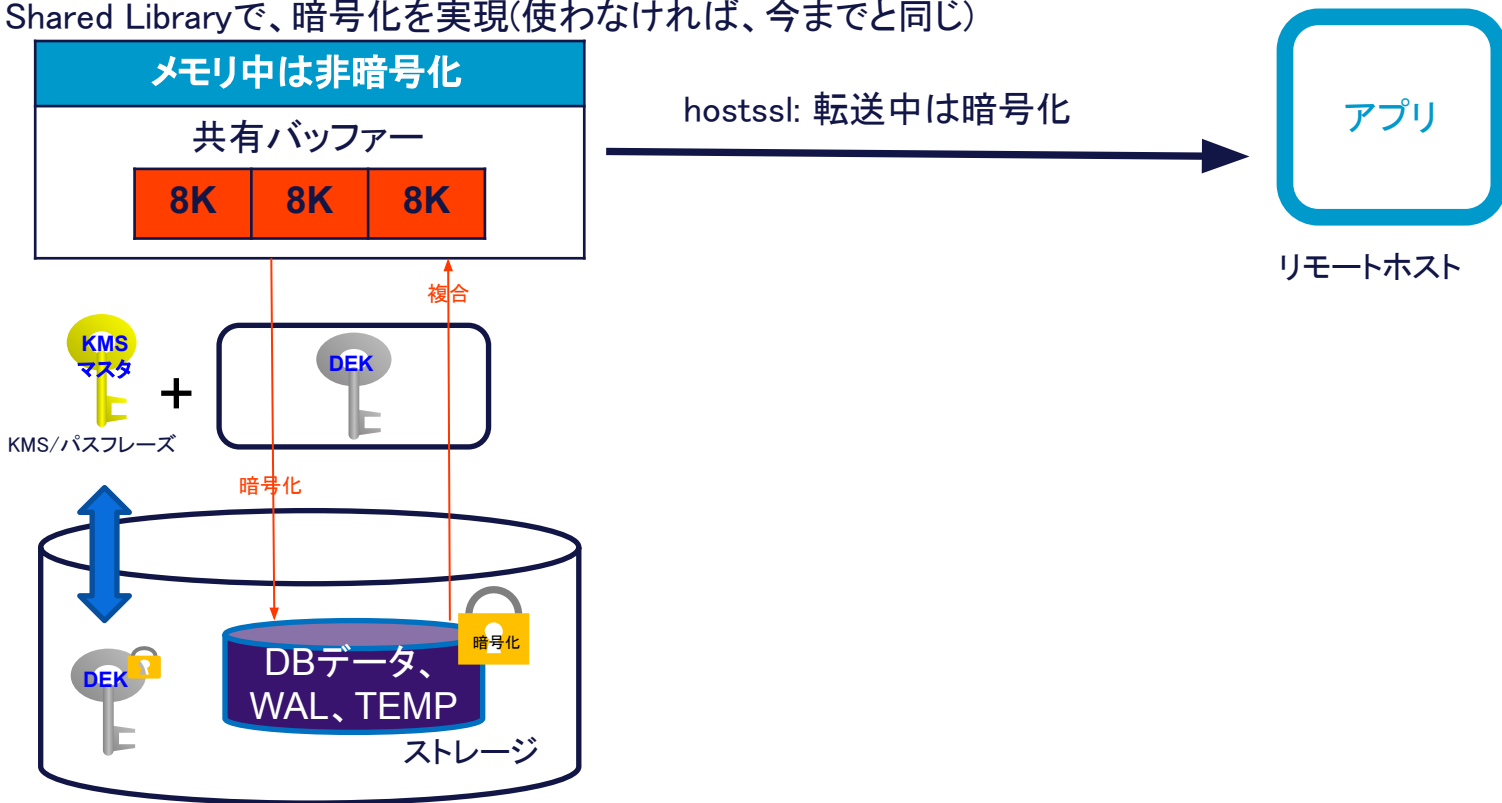 Shared Libraryで、暗号化を実現(使わなければ、今までと同じ)
メモリ中は非暗号化
共有バッファー
8K 8K 8K
hostssl: 転送中は暗号化
アプリ
リモートホスト
複合
KMS
マスタ
+
DEK
KMS/パスフレーズ
暗号化
暗号化
DEK
DBデータ、
WAL、TEMP
ストレージ